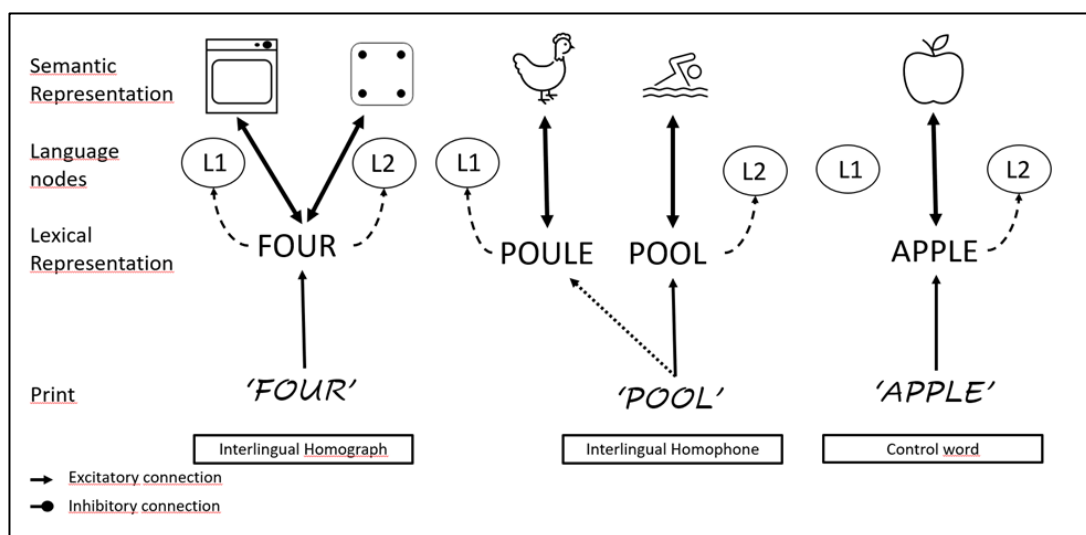 Semantic
Representation
Language
nodes
L1
L2
L1
L2
L1
L2
Lexical
Representation
FOUR
POULE
POOL
APPLE
Print
'FOUR'
'POOL'
'APPLE'
Interlingual Homograph
Interlingual Homophone
Control word
Excitatory connection
Inhibitory connection